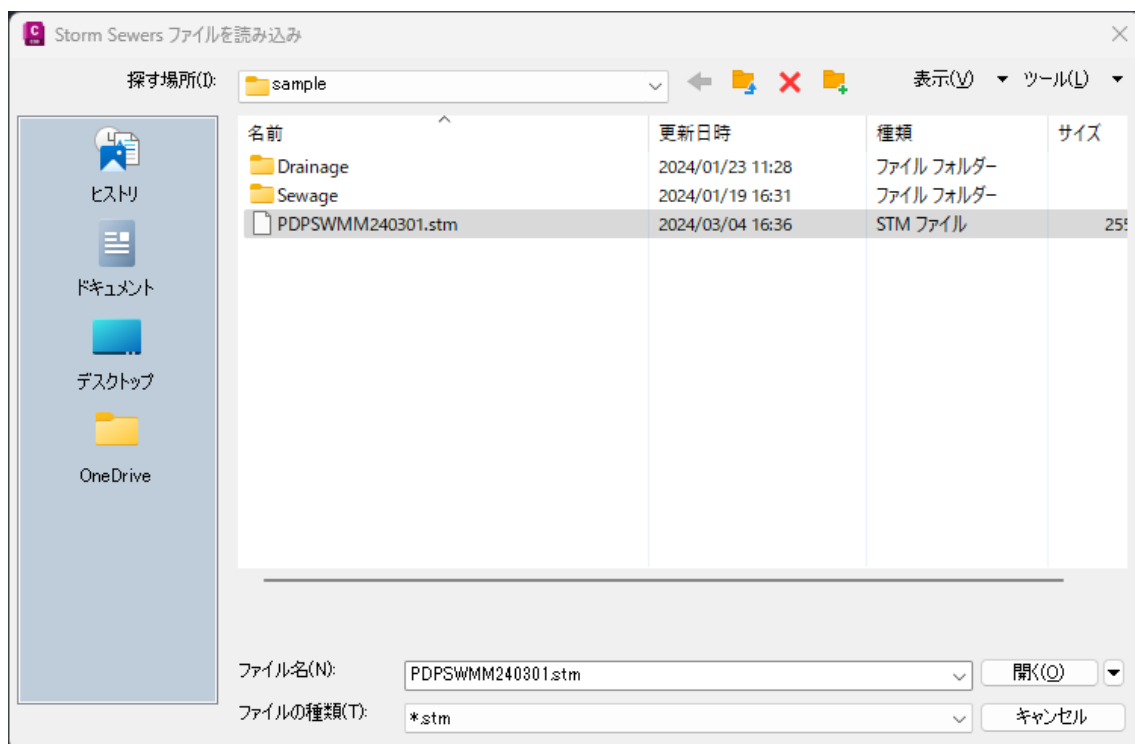 Storm Sewers ファイルを読み込み
探す場所(I):
sample
表示(V)
ツール(L)
名前
更新日時
種類
サイズ
Drainage
2024/01/23 11:28
ファイル フォルダー
Sewage
2024/01/19 16:31
ファイル フォルダー
PDPSWMM240301.stm
2024/03/04 16:36
STM ファイル
ヒストリ
ドキュメント
デスクトップ
OneDrive
ファイル名(N):
PDPSWMM240301.stm
開く(O)
ファイルの種類(T):
*.stm
キャンセル